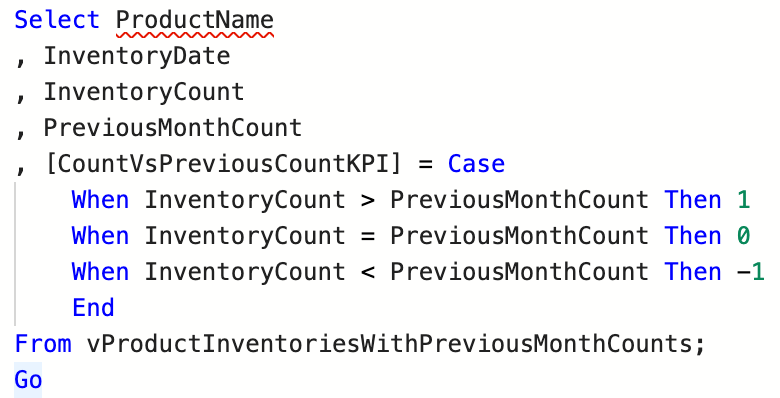 Select ProductName
, InventoryDate
, InventoryCount
, PreviousMonthCount
, [CountVsPreviousCountKPI] = Case
When InventoryCount > PreviousMonthCount Then 1
When InventoryCount = PreviousMonthCount Then 0
When InventoryCount < PreviousMonthCount Then -1
End
From vProductInventoriesWithPreviousMonthCounts;
Go